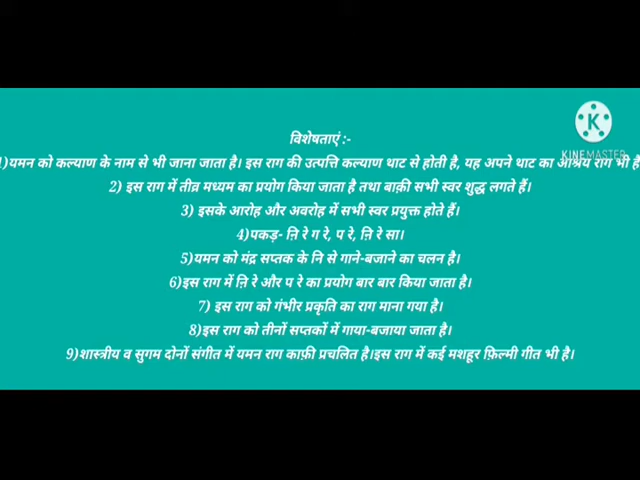 विशेषताएं :-
1)यमन को कल्याण के नाम से भी जाना जाता है। इस राग की उत्पत्ति कल्याण थाट से होती है, यह अपने थाट का आश्रय राग भी है
2) इस राग में तीव्र मध्यम का प्रयोग किया जाता है तथा बाक़ी सभी स्वर शुद्ध लगते हैं।
3) इसके आरोह और अवरोह में सभी स्वर प्रयुक्त होते हैं।
4)पकड़- ऩि रे ग रे, प रे, ऩि रे सा।
5)यमन को मंद्र सप्तक के नि से गाने-बजाने का चलन है।
6)इस राग में ऩि रे और प रे का प्रयोग बार बार किया जाता है।
7) इस राग को गंभीर प्रकृति का राग माना गया है।
8)इस राग को तीनों सप्तकों में गाया-बजाया जाता है।
9)शास्त्रीय व सुगम दोनों संगीत में यमन राग काफ़ी प्रचलित है।इस राग में कई मशहूर फ़िल्मी गीत भी है।
K
KINEMASTER